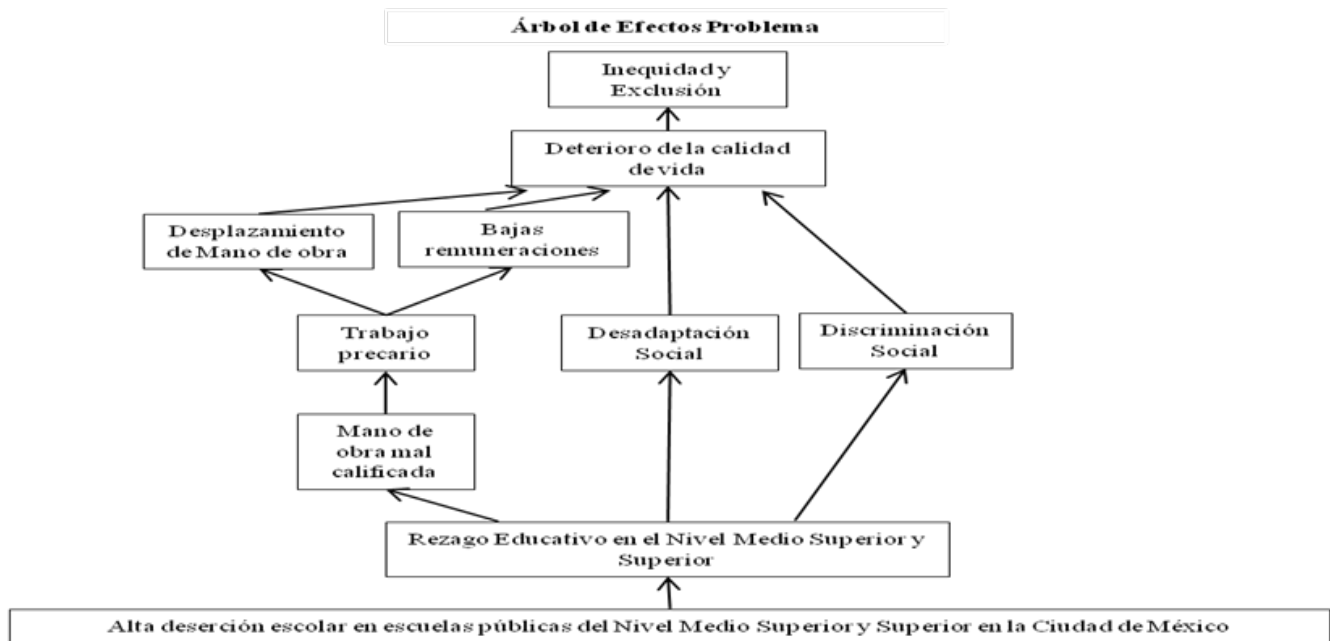 Árbol de Efectos Problema
Inequidad y
Exclusión
Deterioro de la calidad
de vida
Desplazamiento
de Mano de obra
Bajas
remuneraciones
Trabajo
precario
Desadaptación
Social
Discriminación
Social
Mano de
obra mal
calificada
Rezago Educativo en el Nivel Medio Superior y
Superior
Alta deserción escolar en escuelas públicas del Nivel Medio Superior y Superior en la Ciudad de México